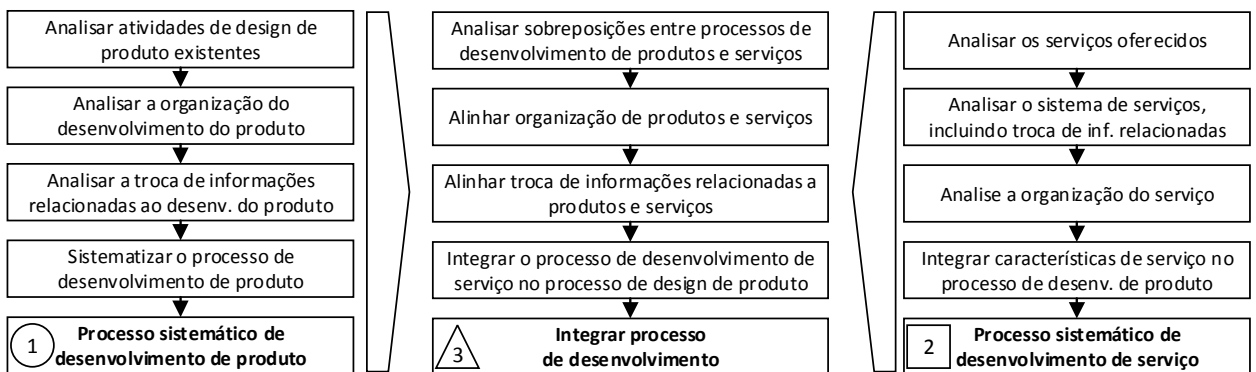 Analisar atividades de design de
produto existentes
Analisar a organização do
desenvolvimento do produto
Analisar a troca de informações
relacionadas ao desenv. do produto
Sistematizar o processo de
desenvolvimento de produto
1
Processo sistemático de
desenvolvimento de produto
Analisar sobreposições entre processos de
desenvolvimento de produtos e serviços
Alinhar organização de produtos e serviços
Alinhar troca de informações relacionadas a
produtos e serviços
Integrar o processo de desenvolvimento de
serviço no processo de design de produto
3
Integrar processo
de desenvolvimento
Analisar os serviços oferecidos
Analisar o sistema de serviços,
incluindo troca de inf. relacionadas
Analise a organização do serviço
Integrar características de serviço no
processo de desenv. de produto
2
Processo sistemático de
desenvolvimento de serviço